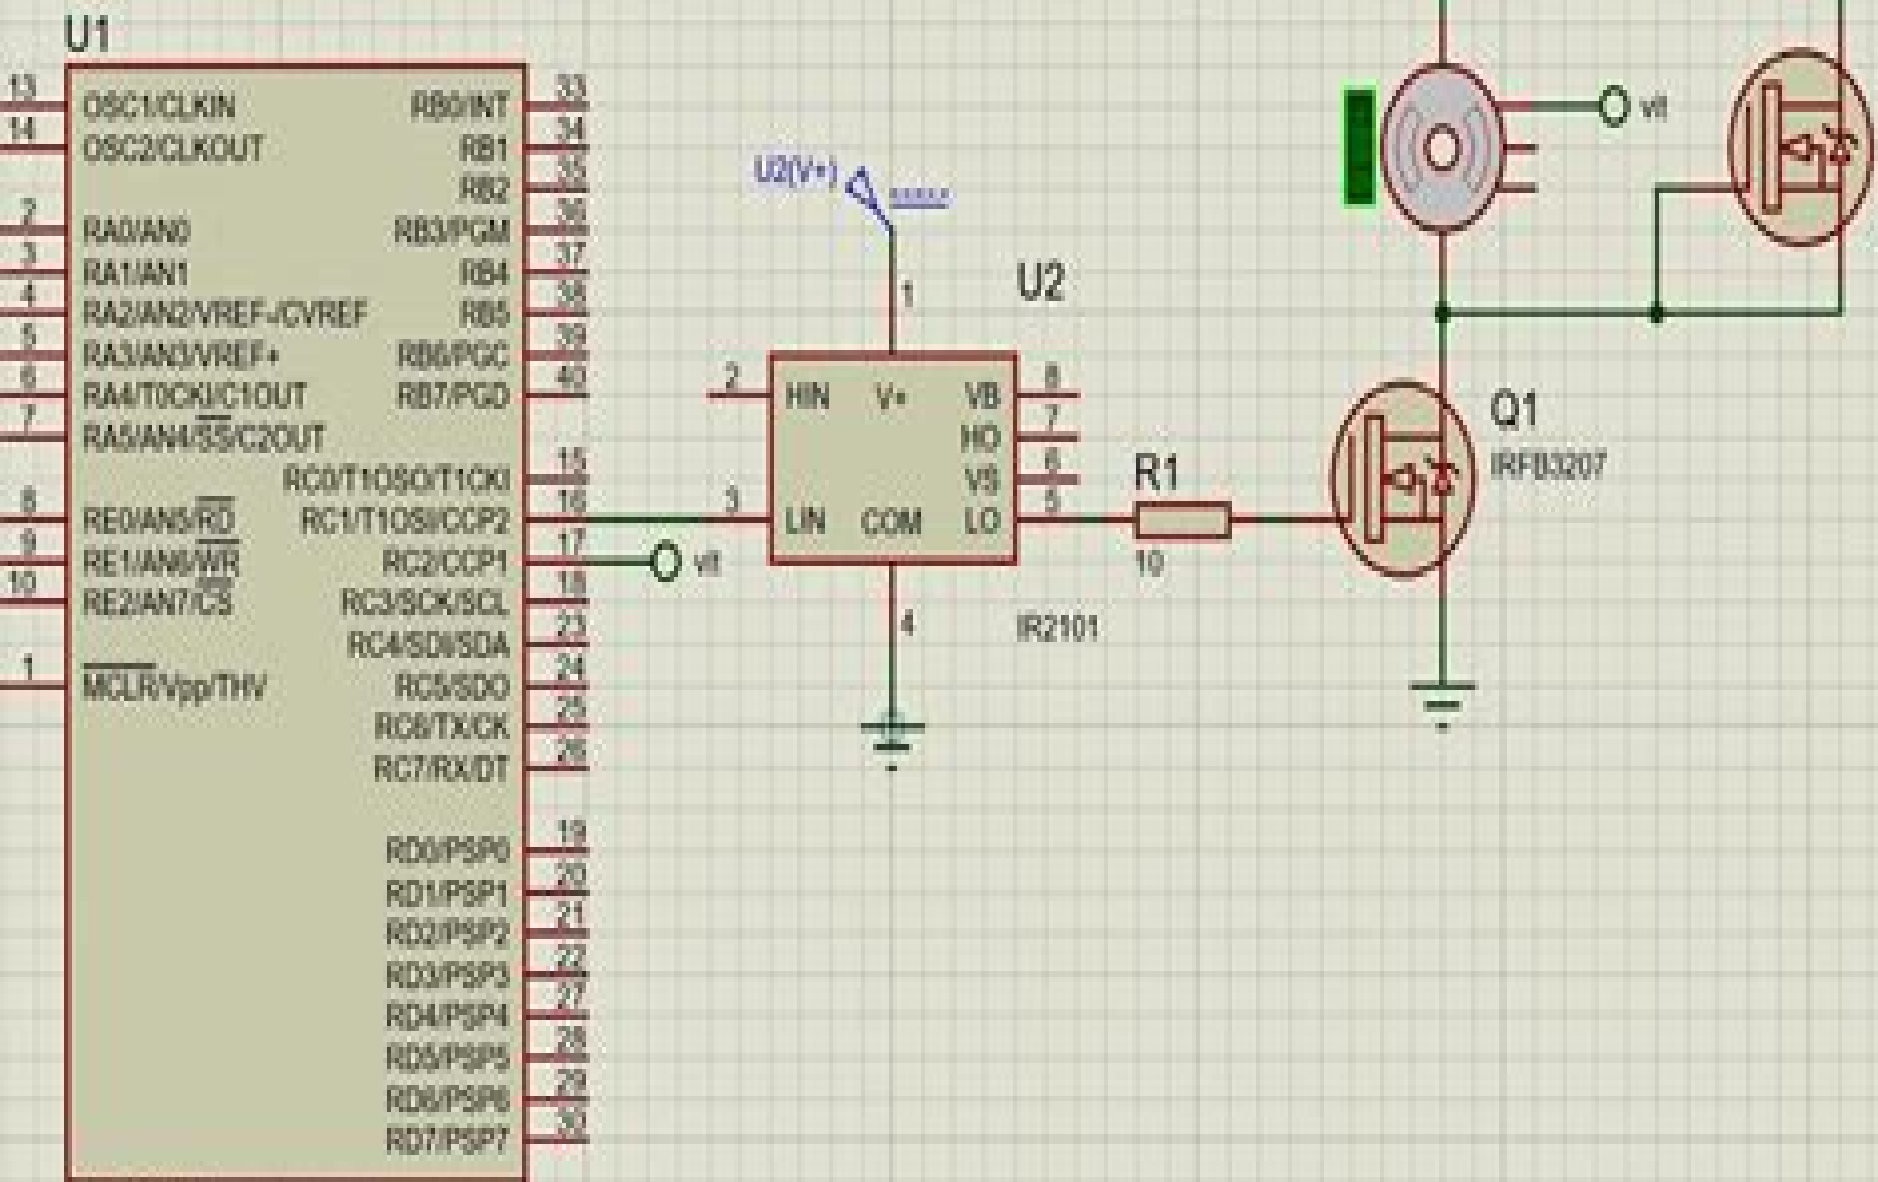 U1
13 OSC1/CLKIN RB0/INT 33
14 OSC2/CLKOUT RB1 34
RB2 35
2 RA0/AN0 RB3/PGM 36
3 RA1/AN1 RB4 37
4 RA2/AN2/VREF-/CVREF RB5 38
5 RA3/AN3/VREF+ RB6/PGC 39
6 RA4/T0CKI/C1OUT RB7/PGD 40
7 RA5/AN4/SS/C2OUT
RC0/T1OSO/T1CKI 15
8 RE0/AN5/RD RC1/T1OSI/CCP2 16
9 RE1/AN6/WR RC2/CCP1 17
10 RE2/AN7/CS RC3/SCK/SCL 18
RC4/SDI/SDA 23
1 MCLR/Vpp/THV RC5/SDO 24
RC6/TX/CK 25
RC7/RX/DT 26
RD0/PSP0 19
RD1/PSP1 20
RD2/PSP2 21
RD3/PSP3 22
RD4/PSP4 27
RD5/PSP5 28
RD6/PSP6 29
RD7/PSP7 30
U2(V+)
1
U2
2 HIN V+ VB 8
HO 7
VS 6
3 LIN COM LO 5
4
IR2101
R1
10
Q1
IRFB3207